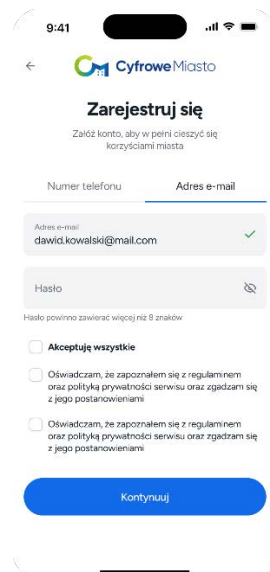 9:41
Cyfrowe Miasto
Zarejestruj się
Załóż konto, aby w pełni cieszyć się
korzyściami miasta
Numer telefonu
Adres e-mail
Adres e-mail
dawid.kowalski@mail.com
Hasło
Hasło powinno zawierać więcej niż 8 znaków
Akceptuję wszystkie
Oświadczam, że zapoznałem się z regulaminem
oraz polityką prywatności serwisu oraz zgadzam się
z jego postanowieniami
Oświadczam, że zapoznałem się z regulaminem
oraz polityką prywatności serwisu oraz zgadzam się
z jego postanowieniami
Kontynuuj